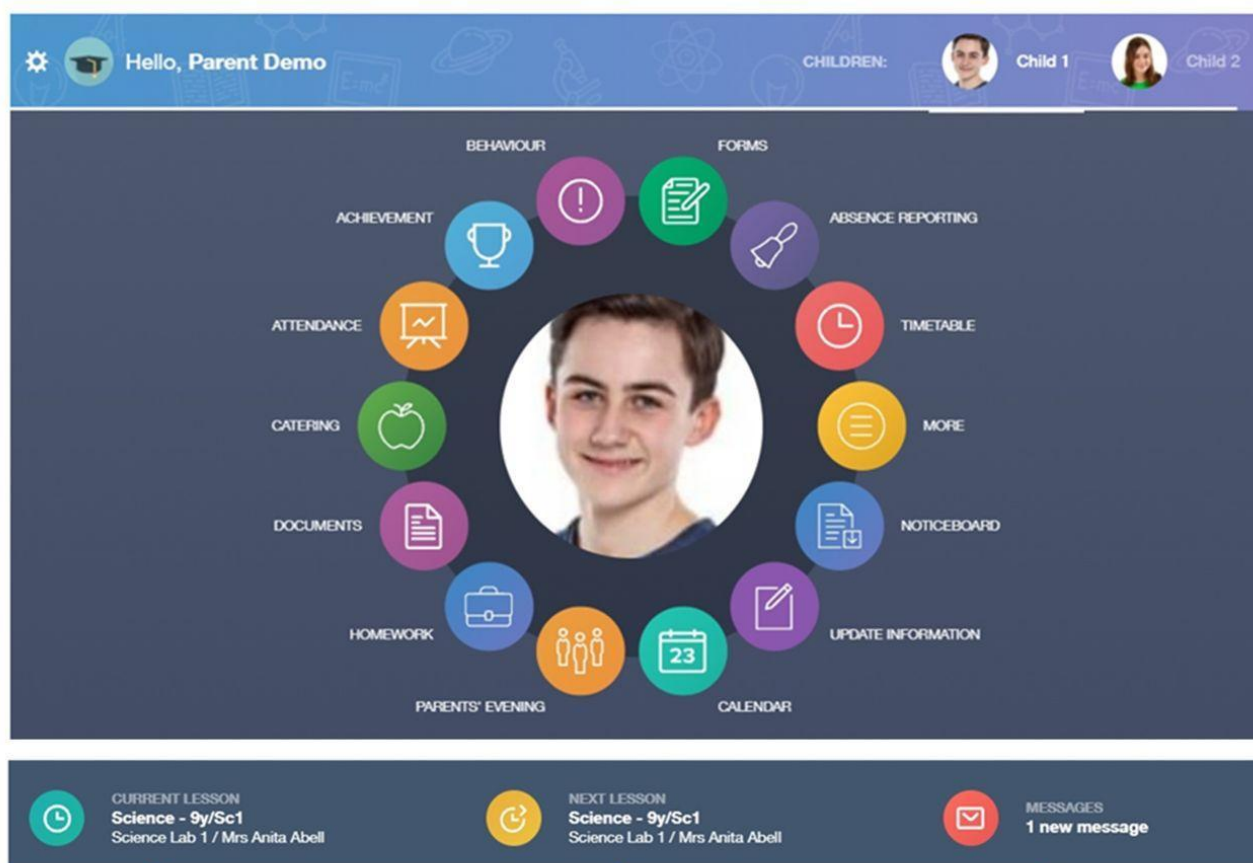 Hello, Parent Demo
CHILDREN:
Child 1
Child 2
BEHAVIOUR
FORMS
ACHIEVEMENT
ABSENCE REPORTING
ATTENDANCE
TIMETABLE
CATERING
MORE
DOCUMENTS
NOTICEBOARD
HOMEWORK
UPDATE INFORMATION
23
PARENTS' EVENING
CALENDAR
CURRENT LESSON
Science - 9y/Sc1
Science Lab 1 / Mrs Anita Abell
NEXT LESSON
Science - 9y/Sc1
Science Lab 1 / Mrs Anita Abell
MESSAGES
1 new message